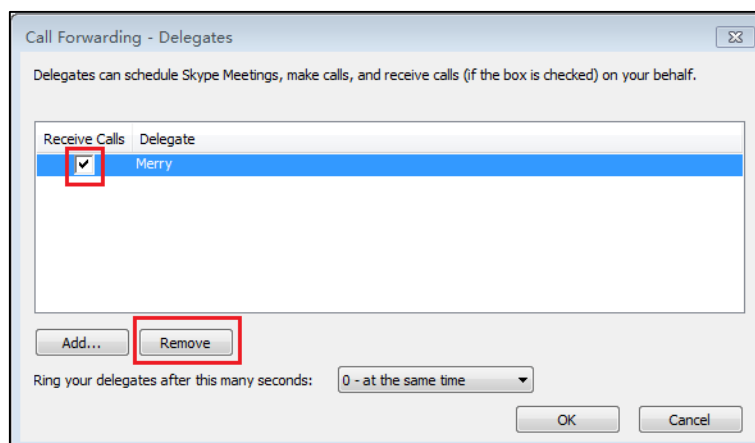 Call Forwarding - Delegates
Delegates can schedule Skype Meetings, make calls, and receive calls (if the box is checked) on your behalf.
Receive Calls Delegate
Merry
Add... Remove
Ring your delegates after this many seconds: 0 - at the same time
OK Cancel